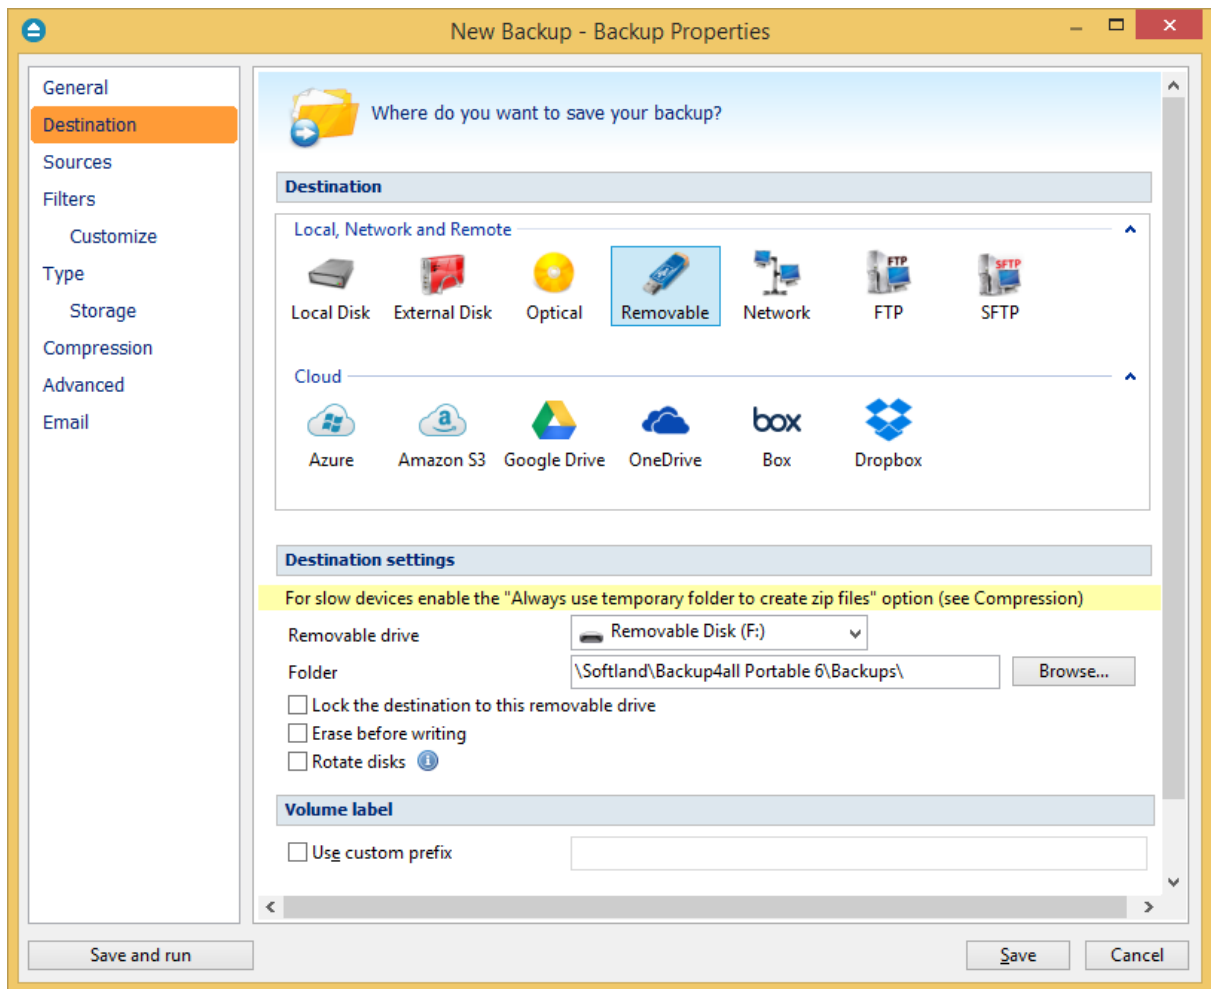 New Backup - Backup Properties
General
Destination
Sources
Filters
Customize
Type
Storage
Compression
Advanced
Email
Where do you want to save your backup?
Destination
Local, Network and Remote
FTP
SFTP
Local Disk External Disk Optical Removable Network FTP SFTP
Cloud
a
box
Azure Amazon S3 Google Drive OneDrive Box Dropbox
Destination settings
For slow devices enable the "Always use temporary folder to create zip files" option (see Compression)
Removable drive Removable Disk (F:)
Folder \Softland\Backup4all Portable 6\Backups\ Browse...
Lock the destination to this removable drive
Erase before writing
Rotate disks i
Volume label
Use custom prefix
Save and run Save Cancel